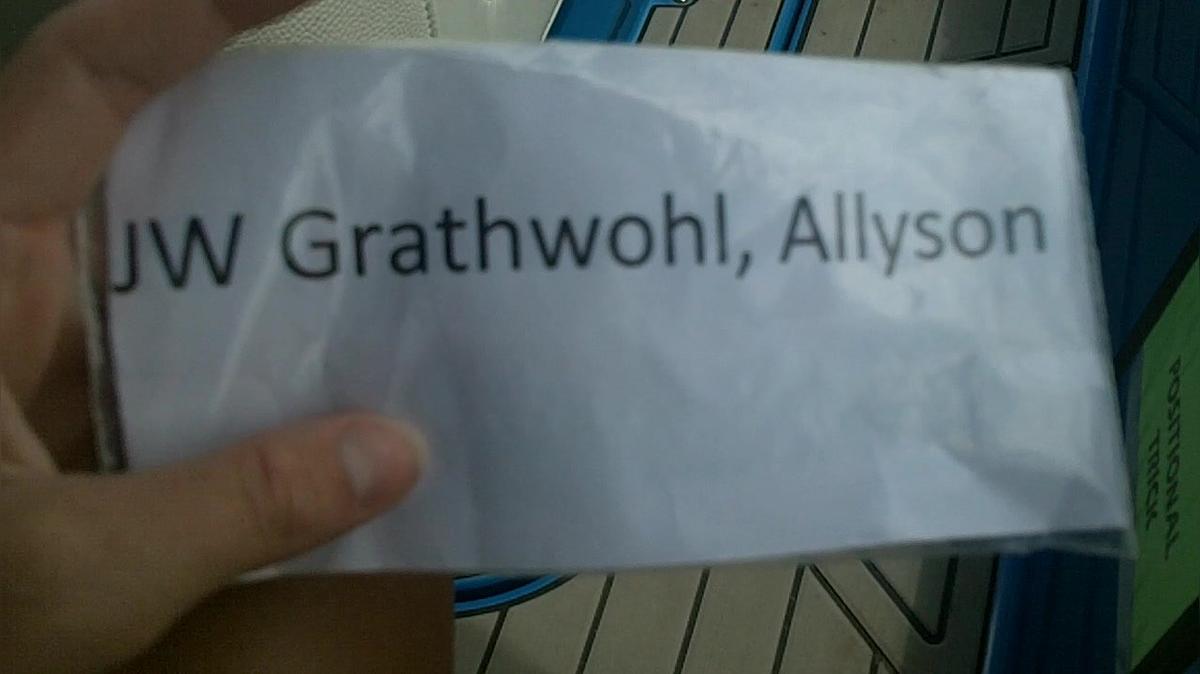 JW Grathwohl, Allyson
POSITIONAL
TRICK